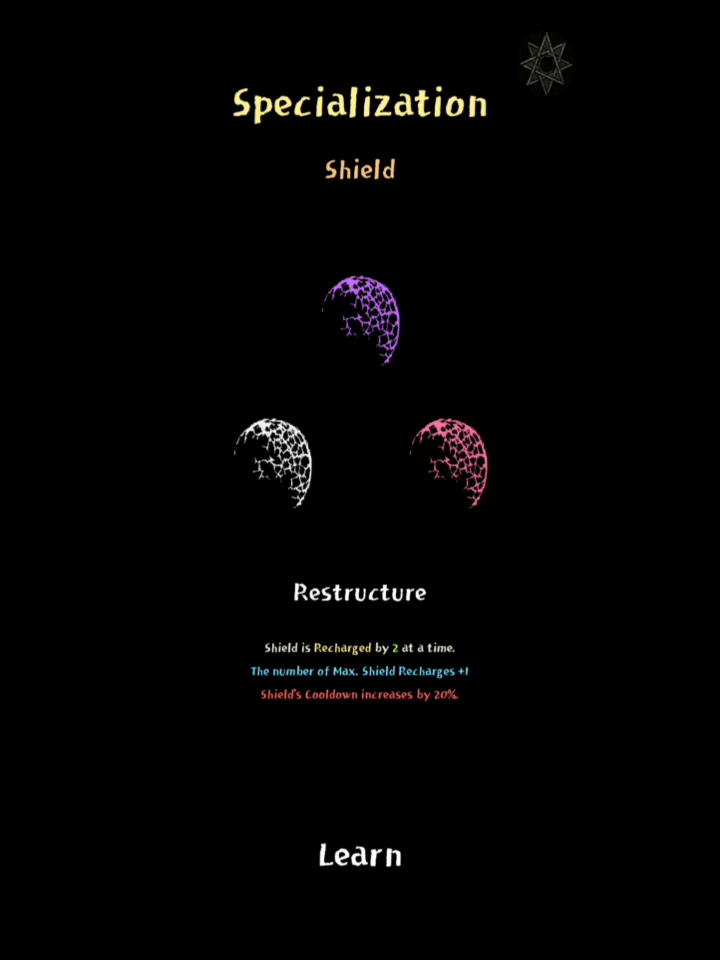 Specialization
Shield
Restructure
Shield is Recharged by 2 at a time.
The number of Max. Shield Recharges +1
Shield's Cooldown increases by 20%.
Learn